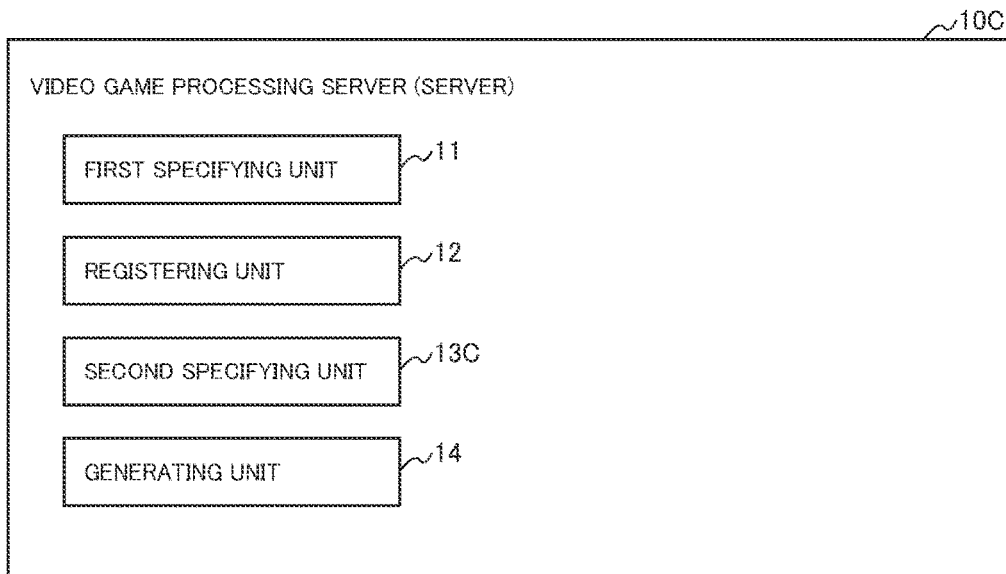 10C
VIDEO GAME PROCESSING SERVER (SERVER)
FIRST SPECIFYING UNIT
11
REGISTERING UNIT
12
SECOND SPECIFYING UNIT
13C
GENERATING UNIT
14